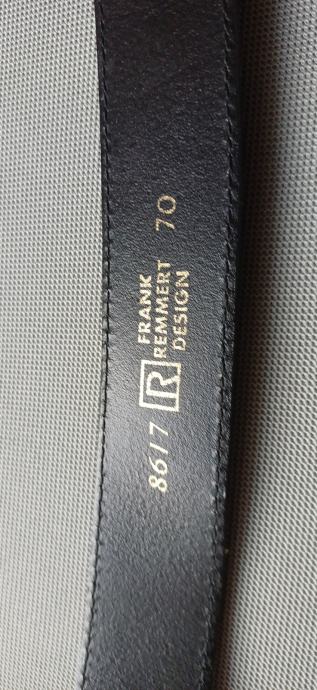 8617
R
FRANK
REMMERT
DESIGN
70